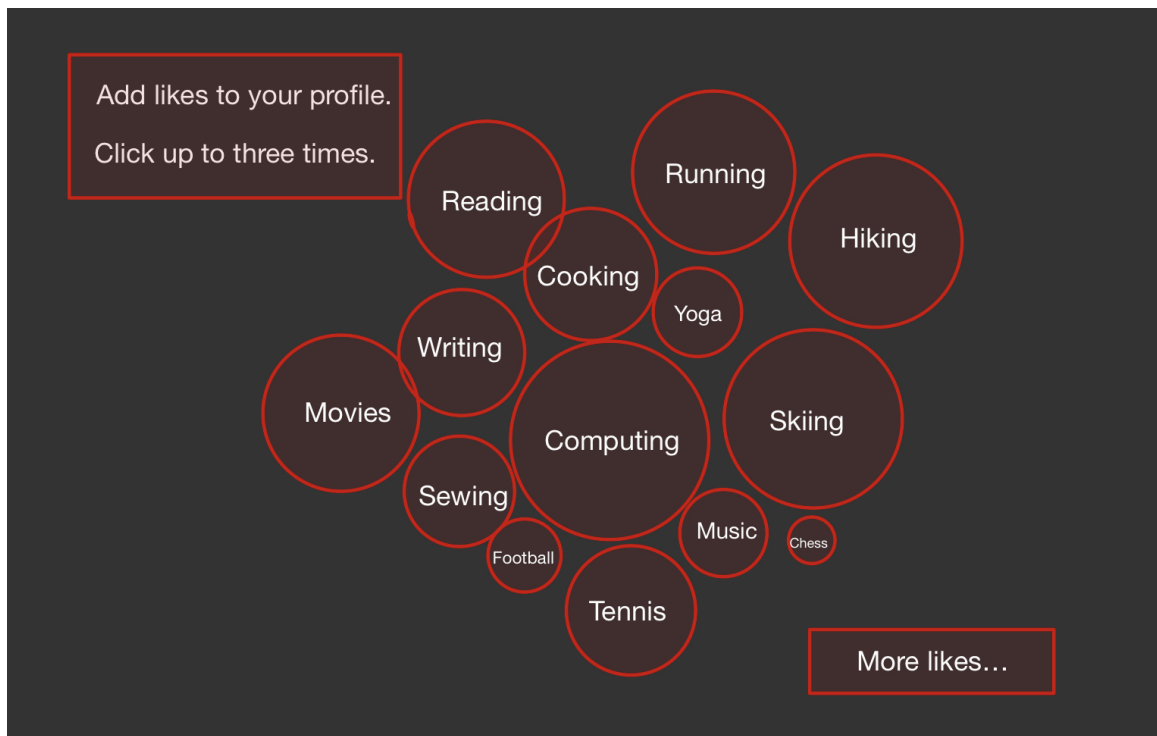 Add likes to your profile.
Click up to three times.
Running
Reading
Hiking
Cooking
Yoga
Writing
Movies
Skiing
Computing
Sewing
Music
Chess
Football
Tennis
More likes…